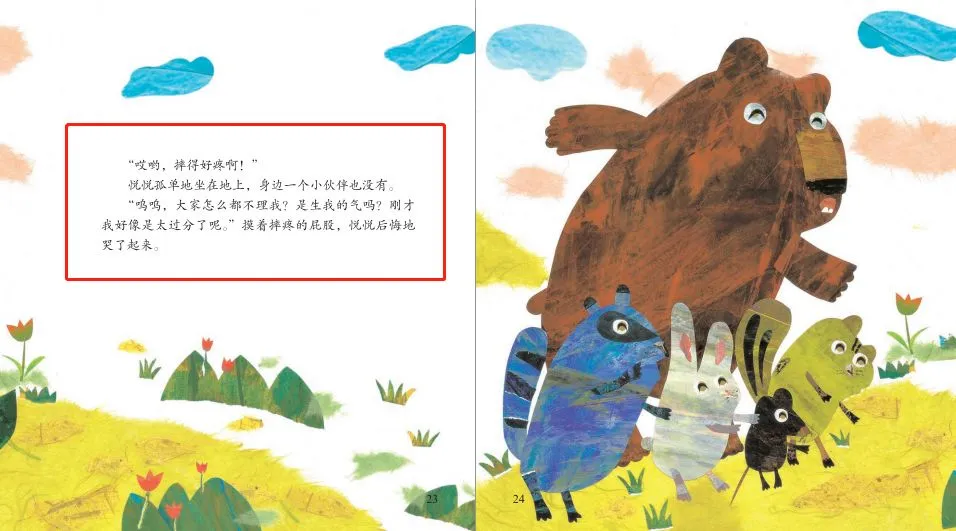 “哎哟，摔得好疼啊！”
悦悦孤单地坐在地上，身边一个小伙伴也没有。
“呜呜，大家怎么都不理我？是生我的气吗？刚才
我好像是太过分了呢。”摸着摔疼的屁股，悦悦后悔地
哭了起来。
23
24